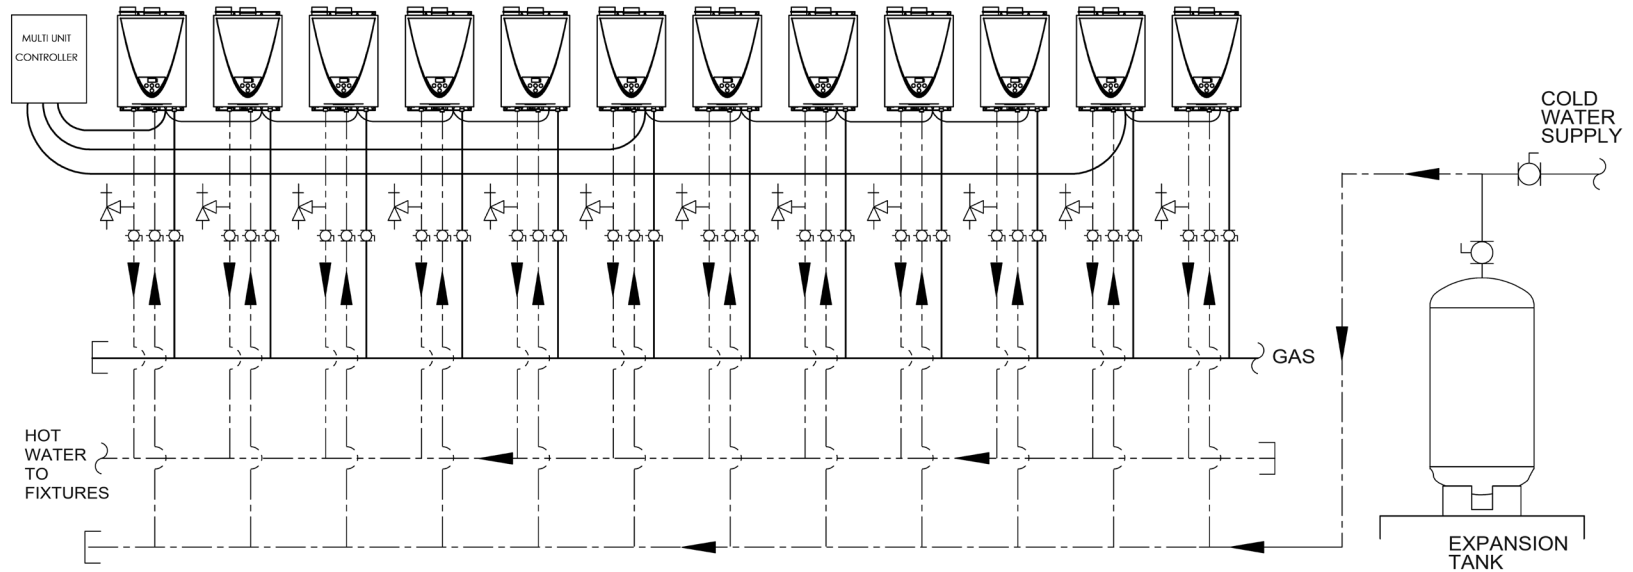 MULTI UNIT
CONTROLLER
COLD
WATER
SUPPLY
GAS
HOT
WATER
TO
FIXTURES
EXPANSION
TANK